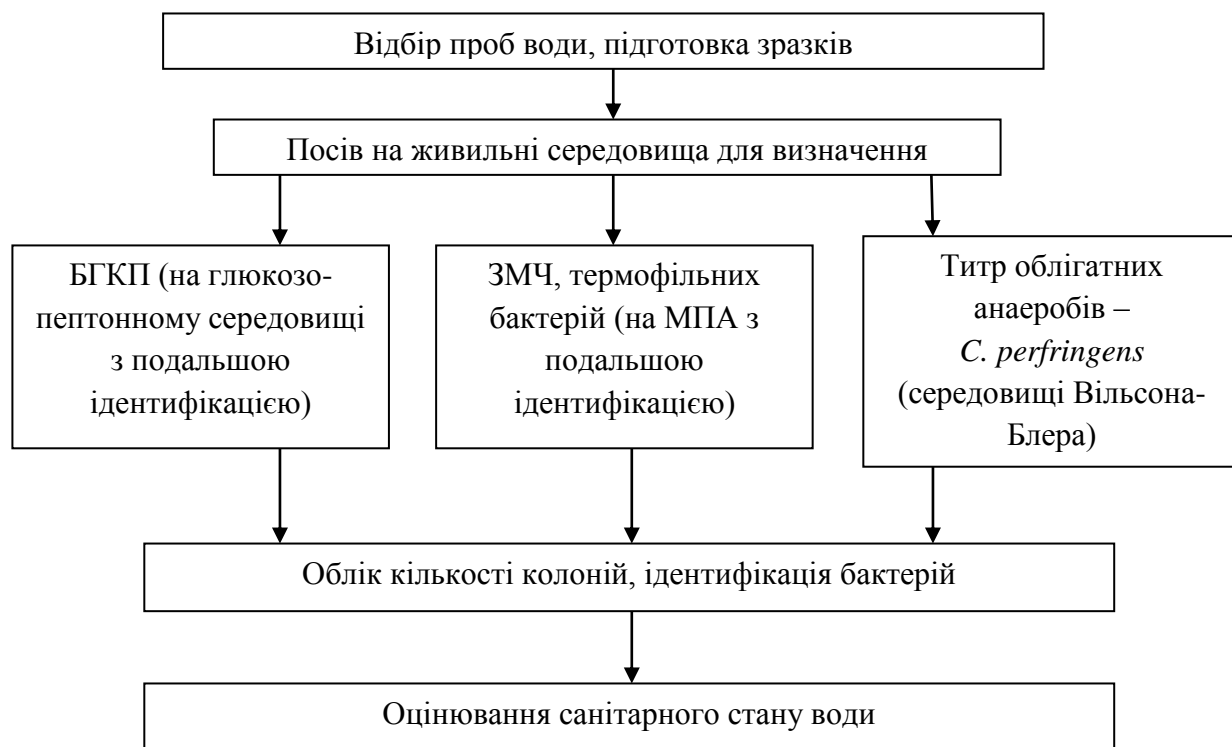 Відбір проб води, підготовка зразків
Посів на живильні середовища для визначення
БГКП (на глюкозо-
пептонному середовищі
з подальшою
ідентифікацією)
ЗМЧ, термофільних
бактерій (на МПА з
подальшою
ідентифікацією)
Титр облігатних
анаеробів –
C. perfringens
(середовищі Вільсона-
Блера)
Облік кількості колоній, ідентифікація бактерій
Оцінювання санітарного стану води